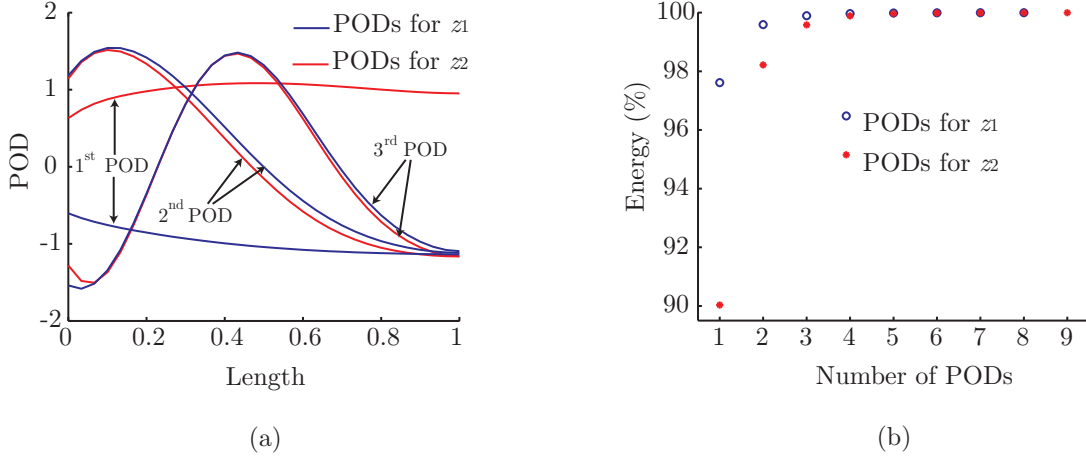 2
1
0
-1
-2
POD
PODs for z1
PODs for z2
1st POD
2nd POD
3rd POD
0 0.2 0.4 0.6 0.8 1
Length
(a)
100
98
96
94
92
90
Energy (%)
PODs for z1
PODs for z2
1 2 3 4 5 6 7 8 9
Number of PODs
(b)